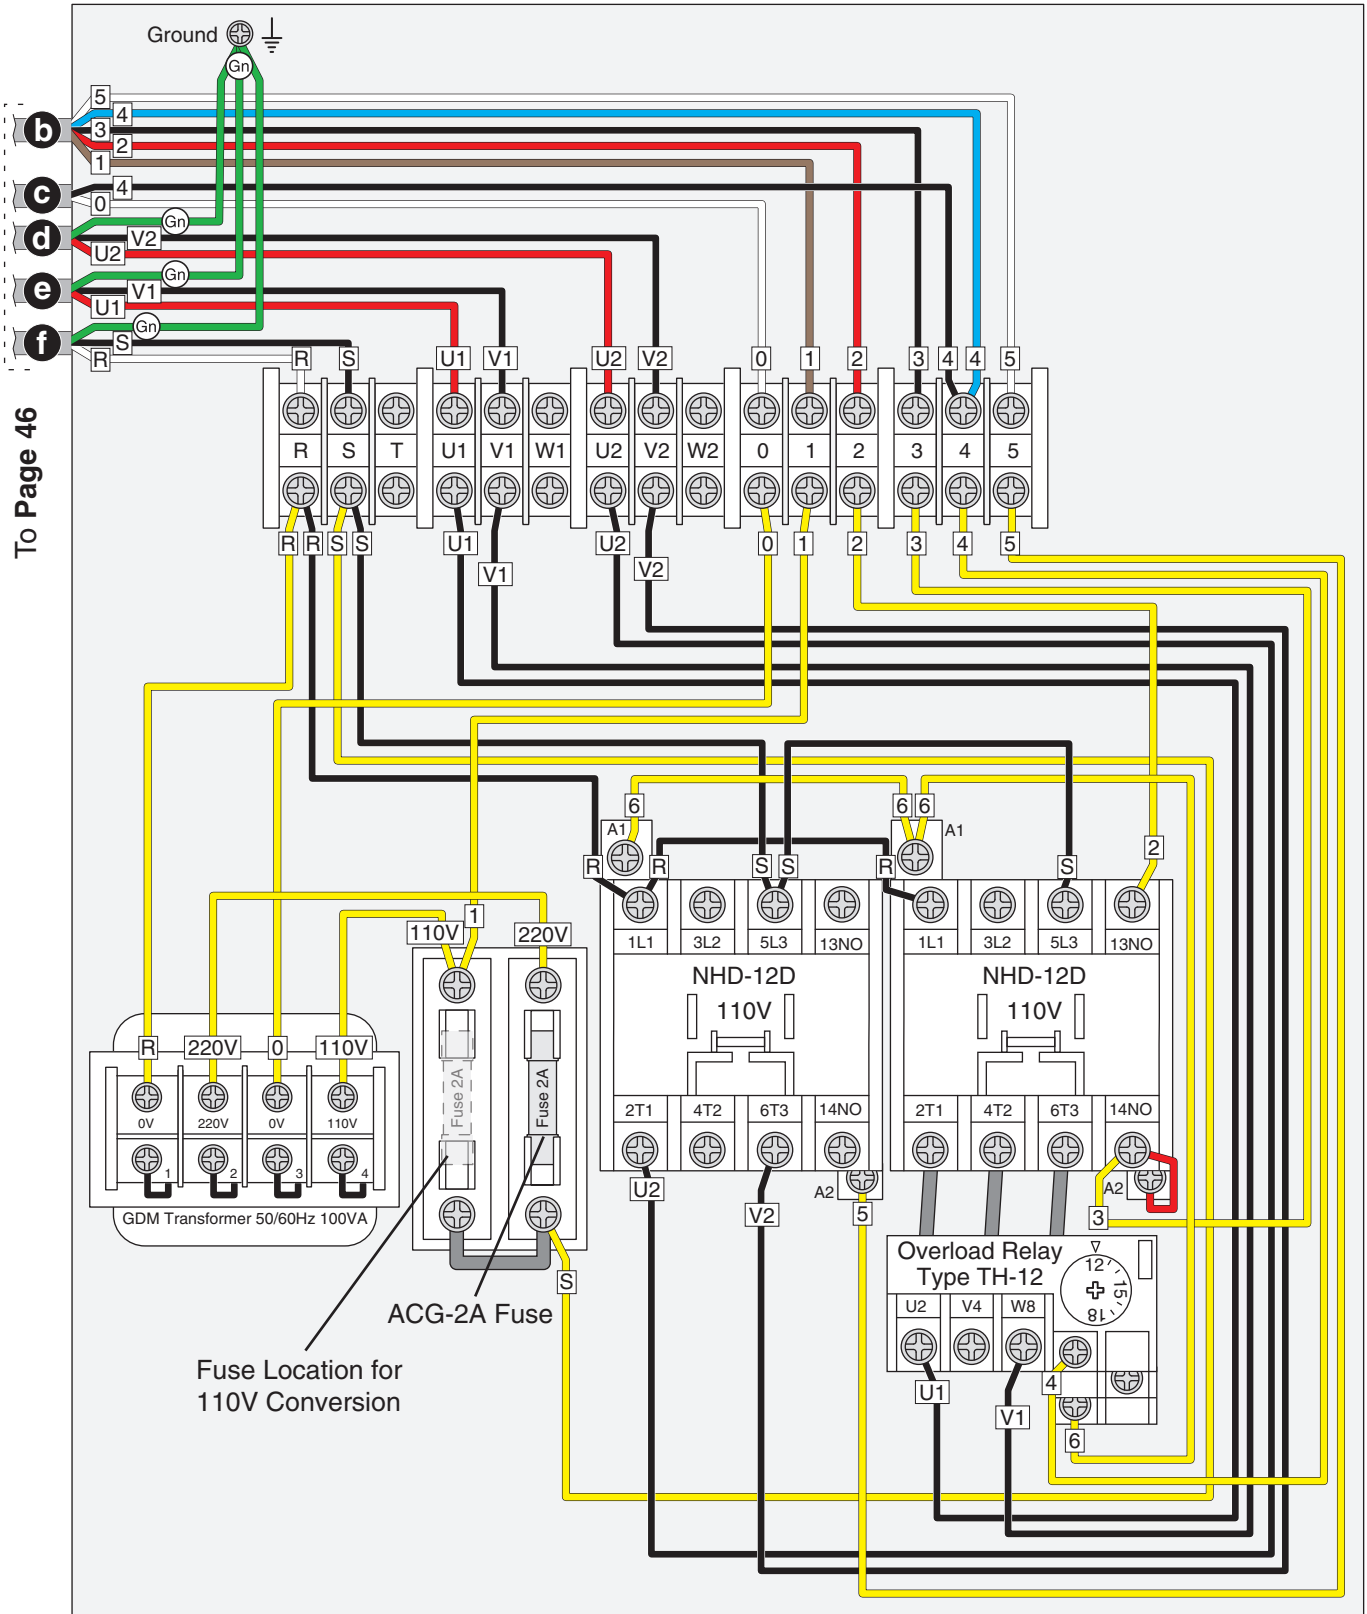 Ground
Gn
b
5
4
3
2
1
c
4
0
Gn
d
V2
U2
Gn
e
V1
U1
Gn
f
S
R
To Page 46
R S U1 V1 U2 V2 0 1 2 3 4 4 5
R S T U1 V1 W1 U2 V2 W2 0 1 2 3 4 5
R R S S U1 U2 0 1 2 3 4 5
V1 V2
6 6 6
A1 A1
2
R R S S R S
1L1 3L2 5L3 13NO 1L1 3L2 5L3 13NO
1
110V 220V
NHD-12D NHD-12D
110V 110V
R 220V 0 110V
0V 220V 0V 110V
Fuse 2A Fuse 2A
2T1 4T2 6T3 14NO 2T1 4T2 6T3 14NO
1 2 3 4
U2 A2 A2
GDM Transformer 50/60Hz 100VA
V2 5 3
Overload Relay
Type TH-12
12 15 18
S
U2 V4 W8
ACG-2A Fuse
Fuse Location for
110V Conversion
U1 4
V1
6